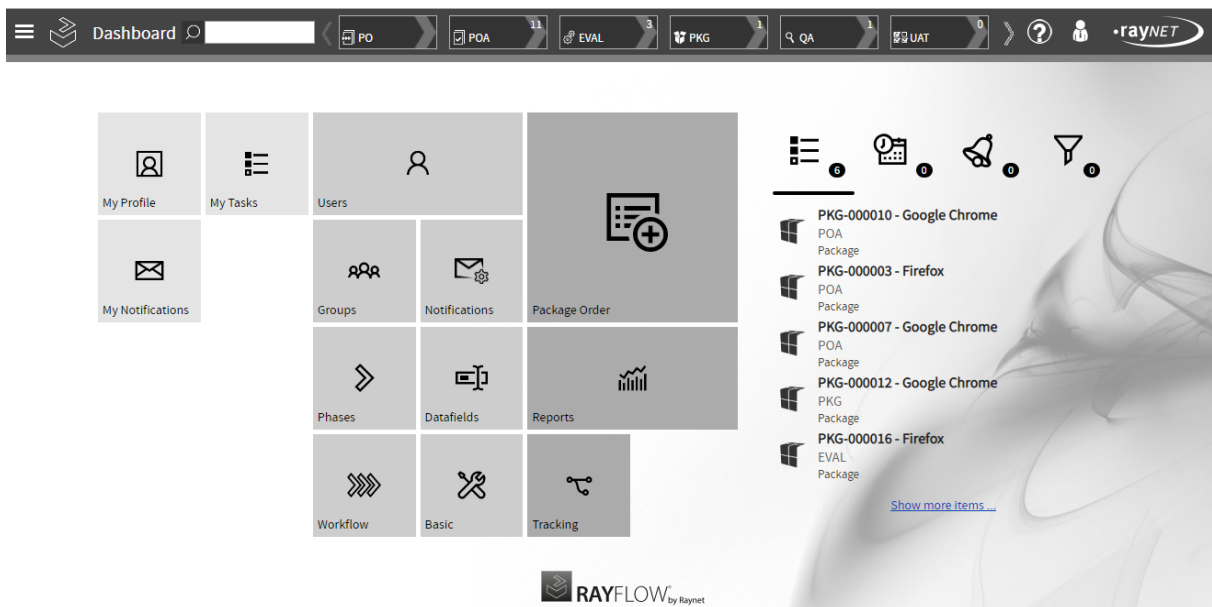 Dashboard
PO
POA 11
EVAL 3
PKG 1
QA 1
UAT 0
?
raynet
My Profile
My Tasks
Users
My Notifications
Groups
Notifications
Package Order
Phases
Datafields
Reports
Workflow
Basic
Tracking
6
0
0
0
PKG-000010 - Google Chrome
POA
Package
PKG-000003 - Firefox
POA
Package
PKG-000007 - Google Chrome
POA
Package
PKG-000012 - Google Chrome
PKG
Package
PKG-000016 - Firefox
EVAL
Package
Show more items ...
RAYFLOW® by Raynet